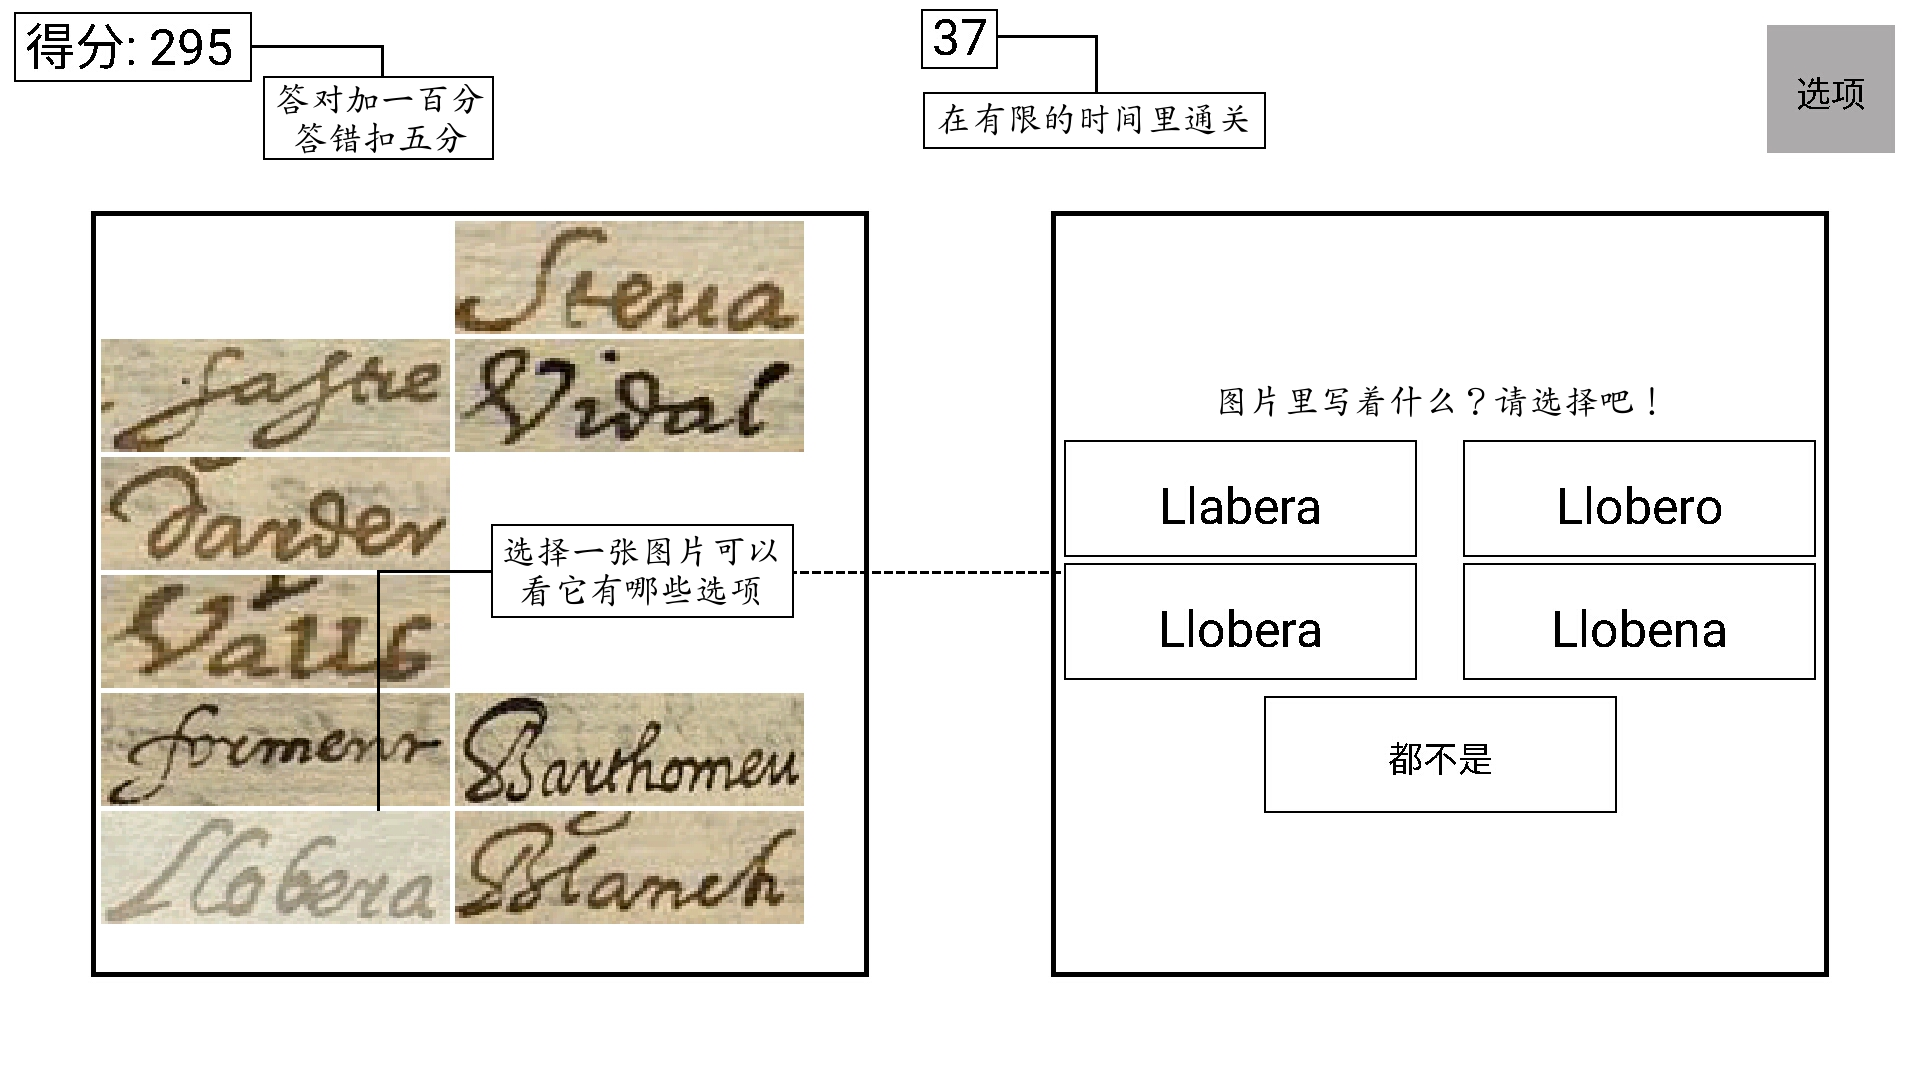 得分: 295
答对加一百分
答错扣五分
37
在有限的时间里通关
选项
Steua
Sastre
Vidal
Darder
Valls
选择一张图片可以
看它有哪些选项
forment
Barthomeu
Llobera
Blanch
图片里写着什么？请选择吧！
Llabera
Llobero
Llobera
Llobena
都不是